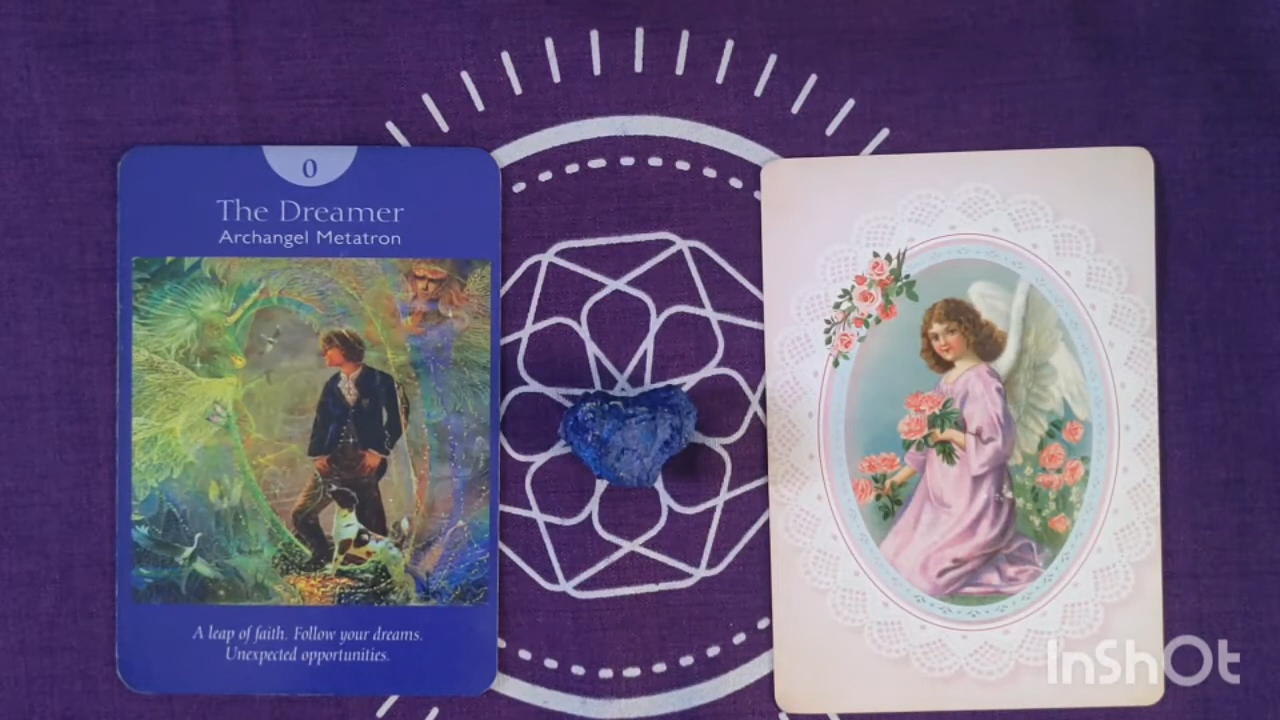 0
The Dreamer
Archangel Metatron
A leap of faith. Follow your dreams.
Unexpected opportunities.
InShOt